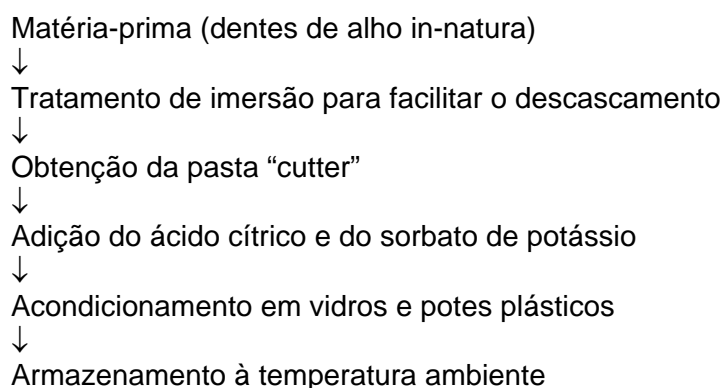 Matéria-prima (dentes de alho in-natura)
↓
Tratamento de imersão para facilitar o descascamento
↓
Obtenção da pasta “cutter”
↓
Adição do ácido cítrico e do sorbato de potássio
↓
Acondicionamento em vidros e potes plásticos
↓
Armazenamento à temperatura ambiente